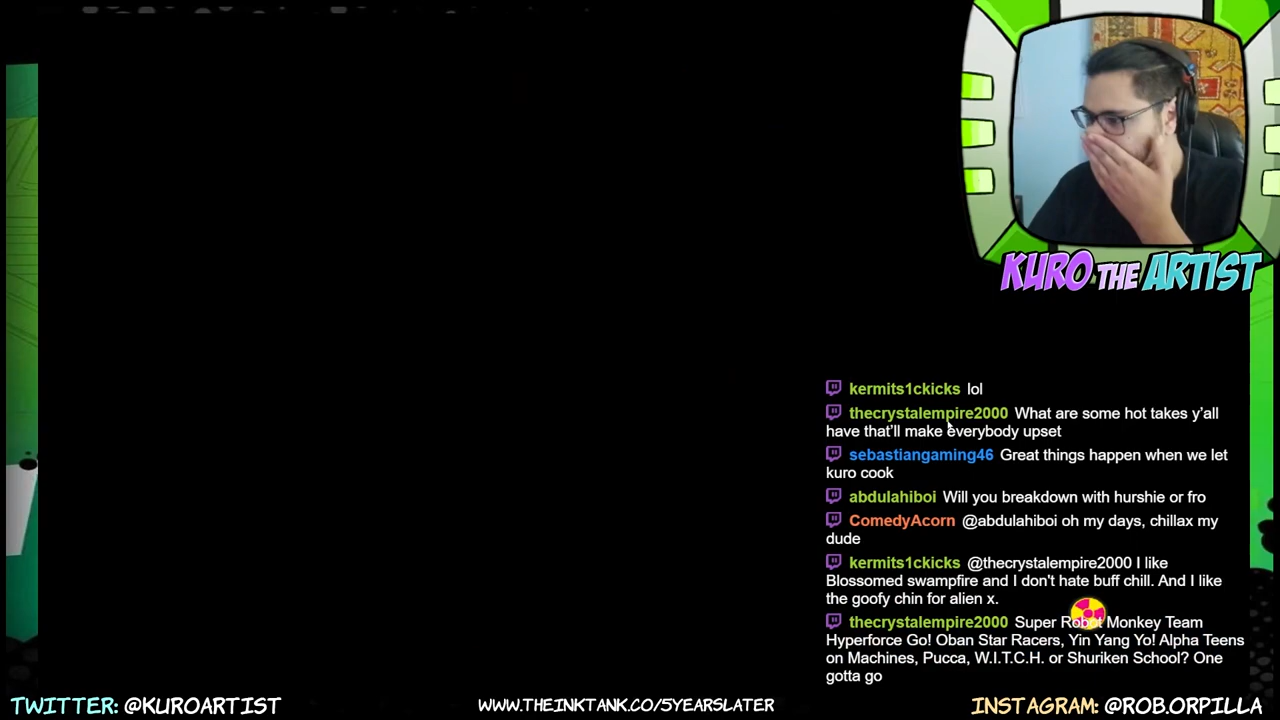 KURO THE ARTIST
kermits1ckicks lol
thecrystalempire2000 What are some hot takes y'all
have that'll make everybody upset
sebastiangaming46 Great things happen when we let
kuro cook
abdulahiboi Will you breakdown with hurshie or fro
ComedyAcorn @abdulahiboi oh my days, chillax my
dude
kermits1ckicks @thecrystalempire2000 I like
Blossomed swampfire and I don't hate buff chill. And I like
the goofy chin for alien x.
thecrystalempire2000 Super Robot Monkey Team
Hyperforce Go! Oban Star Racers, Yin Yang Yo! Alpha Teens
on Machines, Pucca, W.I.T.C.H. or Shuriken School? One
gotta go
TWITTER: @KUROARTIST
WWW.THEINKTANK.CO/5YEARSLATER
INSTAGRAM: @ROB.ORPILLA